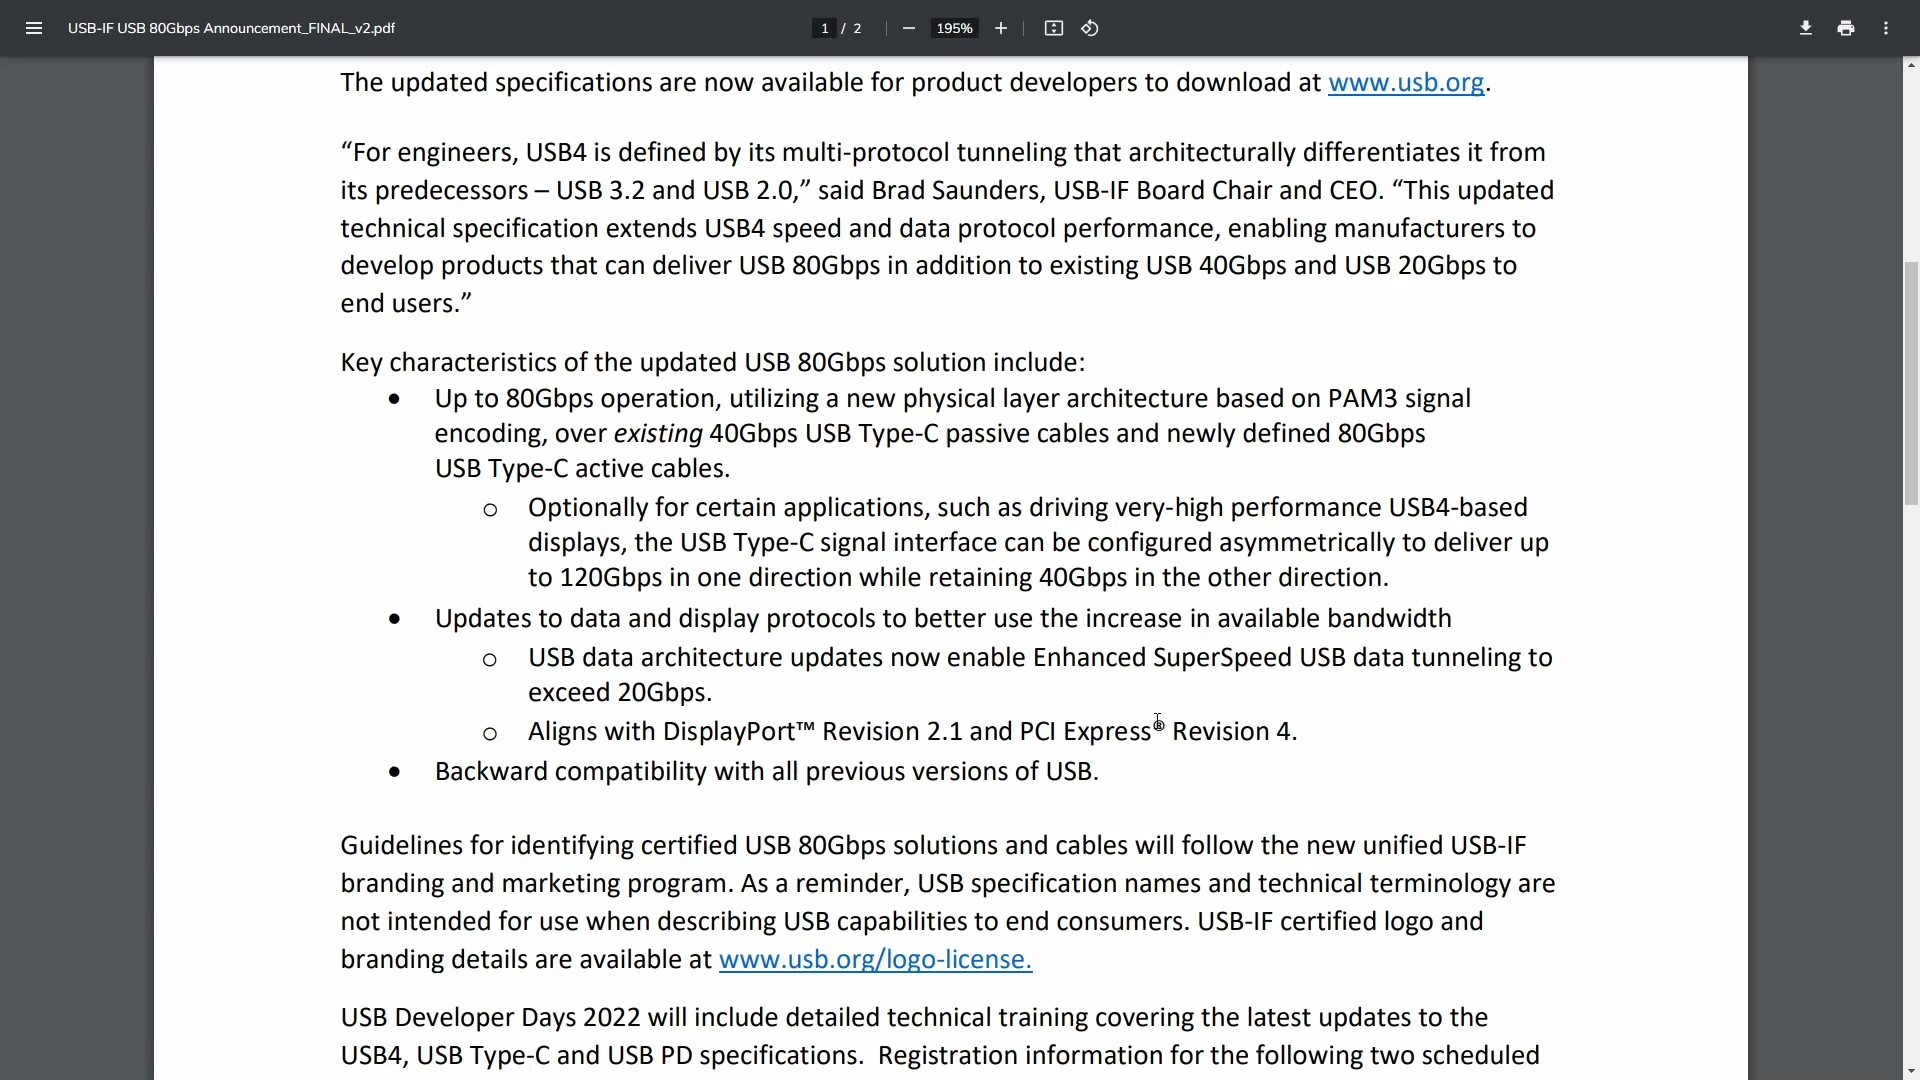 USB-IF USB 80Gbps Announcement_FINAL_v2.pdf
1 / 2
195%
The updated specifications are now available for product developers to download at www.usb.org.
“For engineers, USB4 is defined by its multi-protocol tunneling that architecturally differentiates it from
its predecessors – USB 3.2 and USB 2.0,” said Brad Saunders, USB-IF Board Chair and CEO. “This updated
technical specification extends USB4 speed and data protocol performance, enabling manufacturers to
develop products that can deliver USB 80Gbps in addition to existing USB 40Gbps and USB 20Gbps to
end users.”
Key characteristics of the updated USB 80Gbps solution include:
• Up to 80Gbps operation, utilizing a new physical layer architecture based on PAM3 signal
encoding, over existing 40Gbps USB Type-C passive cables and newly defined 80Gbps
USB Type-C active cables.
o Optionally for certain applications, such as driving very-high performance USB4-based
displays, the USB Type-C signal interface can be configured asymmetrically to deliver up
to 120Gbps in one direction while retaining 40Gbps in the other direction.
• Updates to data and display protocols to better use the increase in available bandwidth
o USB data architecture updates now enable Enhanced SuperSpeed USB data tunneling to
exceed 20Gbps.
o Aligns with DisplayPort™ Revision 2.1 and PCI Express® Revision 4.
• Backward compatibility with all previous versions of USB.
Guidelines for identifying certified USB 80Gbps solutions and cables will follow the new unified USB-IF
branding and marketing program. As a reminder, USB specification names and technical terminology are
not intended for use when describing USB capabilities to end consumers. USB-IF certified logo and
branding details are available at www.usb.org/logo-license.
USB Developer Days 2022 will include detailed technical training covering the latest updates to the
USB4, USB Type-C and USB PD specifications.  Registration information for the following two scheduled